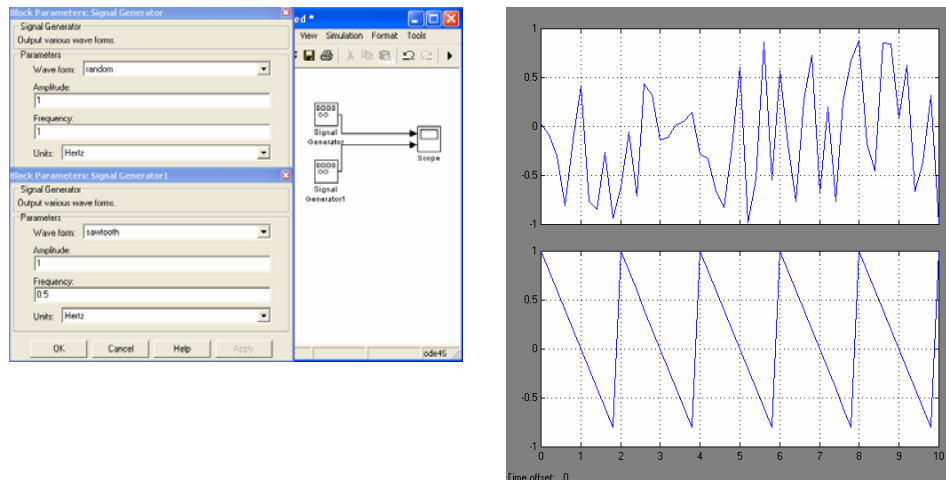 Block Parameters: Signal Generator
Signal Generator
Output various wave forms.
Parameters
Wave form: random
Amplitude:
1
Frequency:
1
Units: Hertz
Block Parameters: Signal Generator1
Signal Generator
Output various wave forms.
Parameters
Wave form: sawtooth
Amplitude:
1
Frequency:
0.5
Units: Hertz
OK Cancel Help Apply
ed *
View Simulation Format Tools
Signal
Generator
Scope
Signal
Generator1
ode45
1
0.5
0
-0.5
-1
1
0.5
0
-0.5
-1
0 1 2 3 4 5 6 7 8 9 10
Time offset: 0